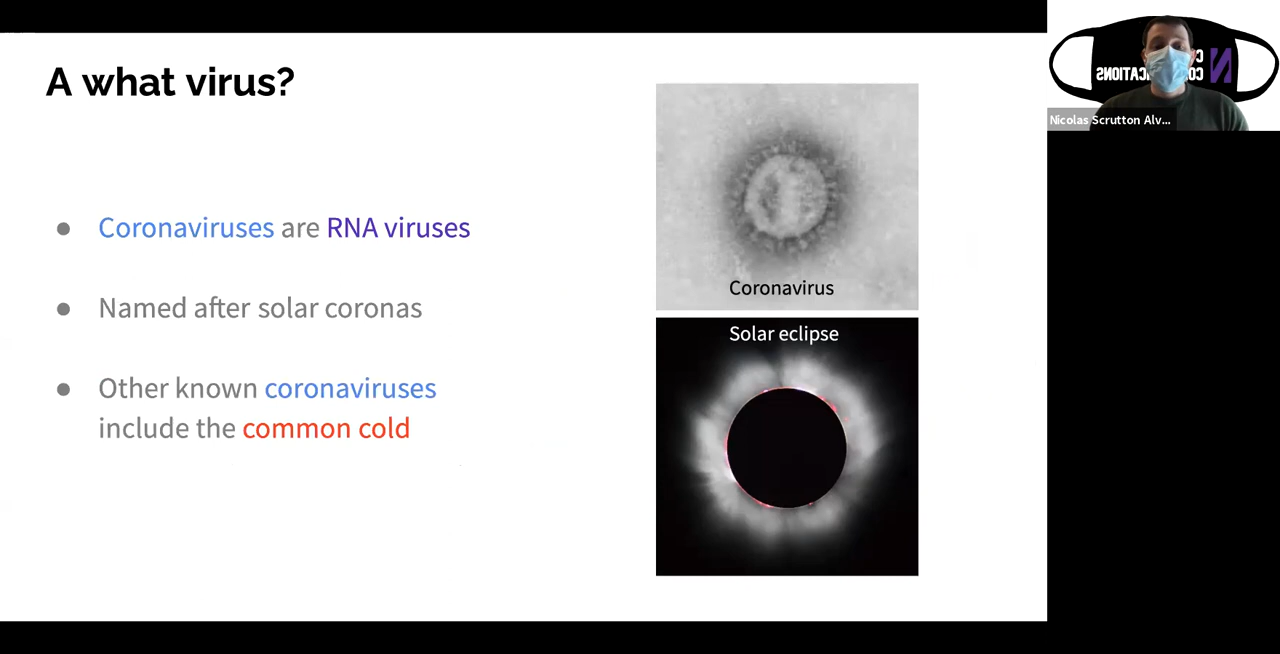 A what virus?
● Coronaviruses are RNA viruses
● Named after solar coronas
● Other known coronaviruses
include the common cold
Coronavirus
Solar eclipse
Nicolas Scrutton Alv...